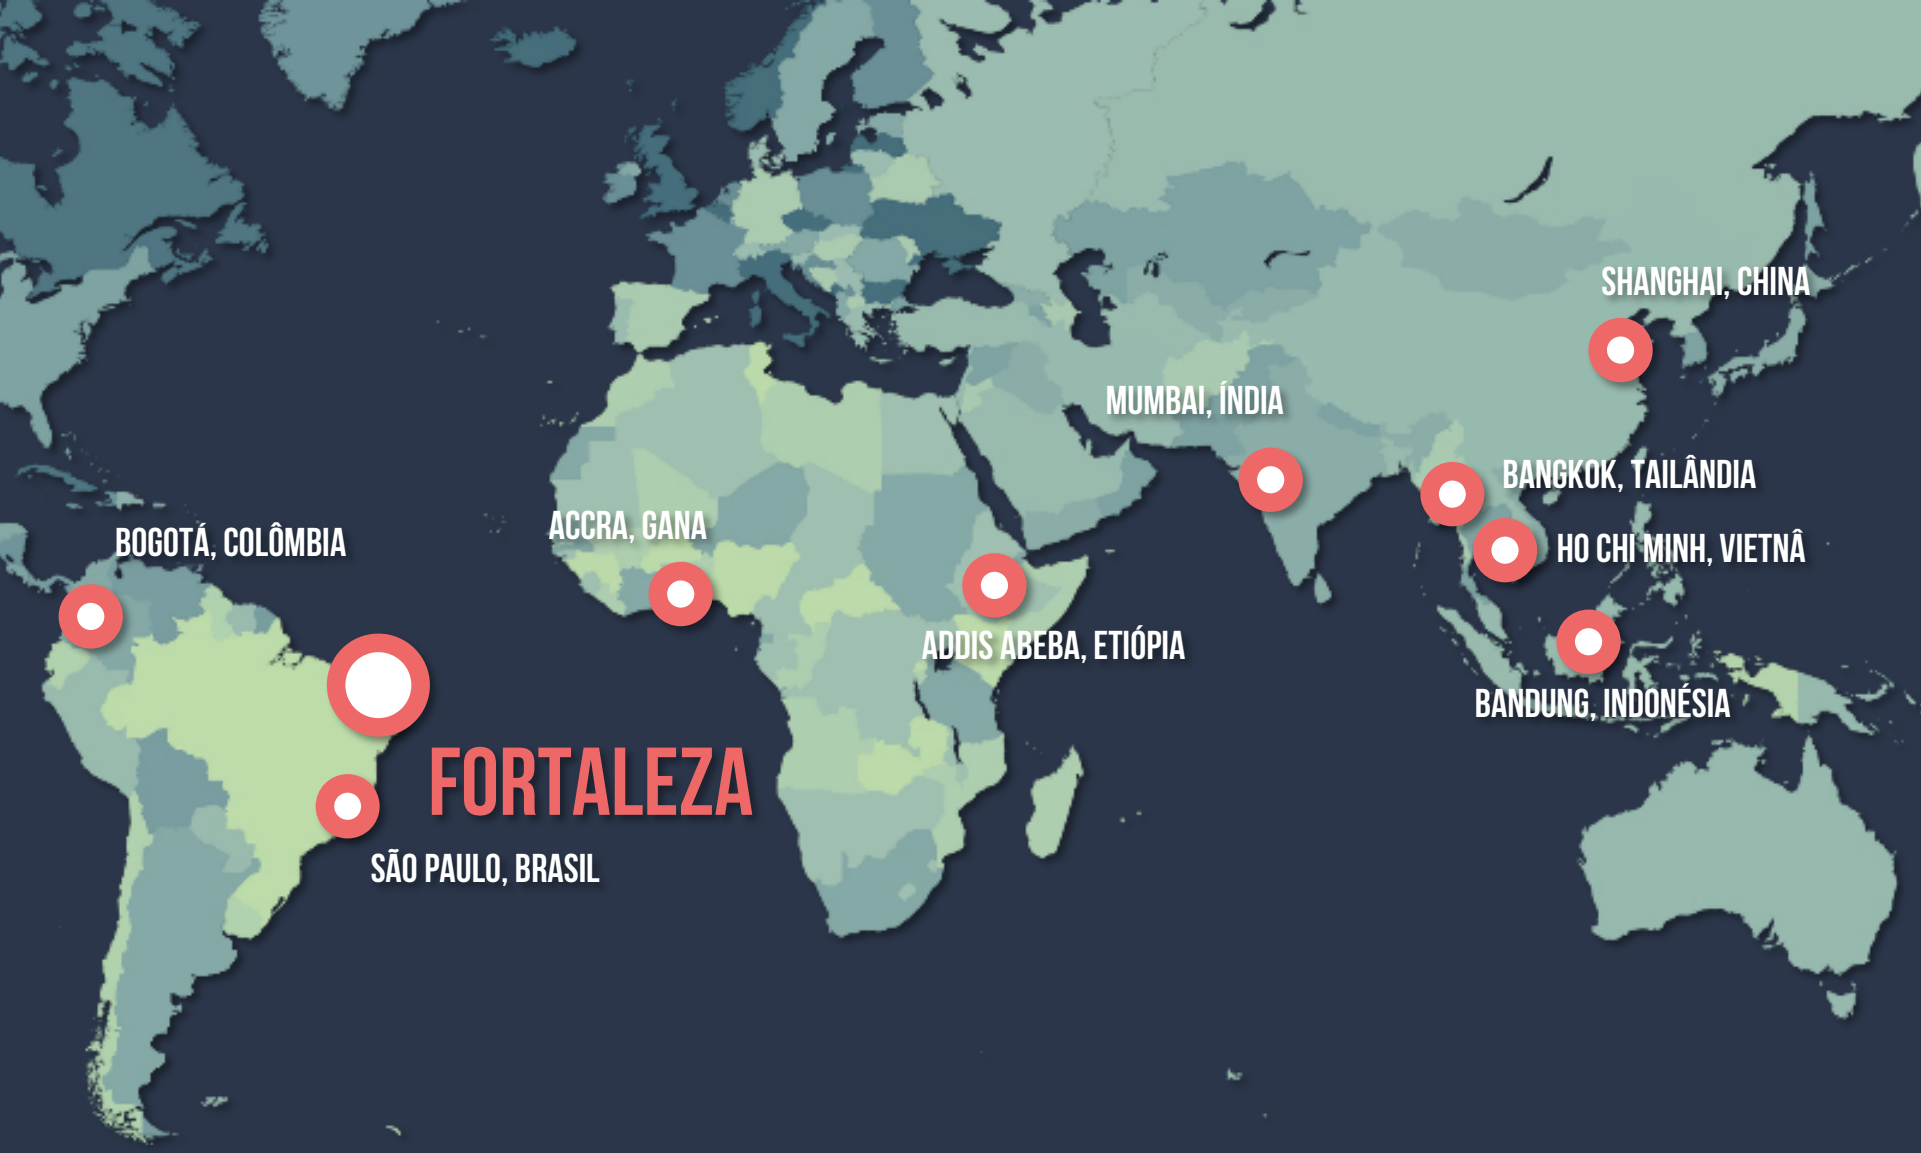 SHANGHAI, CHINA
MUMBAI, ÍNDIA
BANGKOK, TAILÂNDIA
ACCRA, GANA
BOGOTÁ, COLÔMBIA
HO CHI MINH, VIETNÂ
ADDIS ABEBA, ETIÓPIA
BANDUNG, INDONÉSIA
FORTALEZA
SÃO PAULO, BRASIL